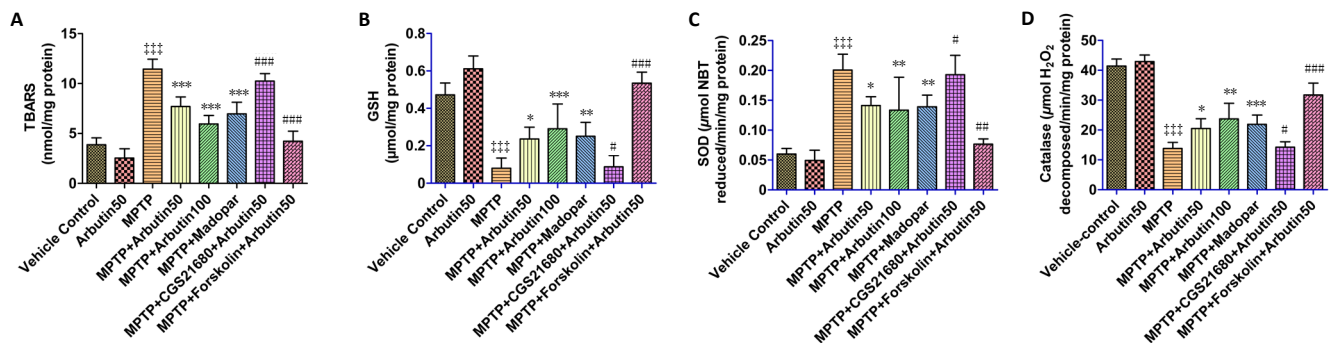 A
TBARS
(nmol/mg protein)
15
10
5
0
‡‡‡
‡‡‡
***
***
***
###
###
Vehicle Control
Arbutin50
MPTP
MPTP+Arbutin50
MPTP+Arbutin100
MPTP+Madopar
MPTP+CGS21680+Arbutin50
MPTP+Forskolin+Arbutin50
B
GSH
(µmol/mg protein)
0.8
0.6
0.4
0.2
0.0
‡‡‡
‡‡‡
*
***
**
#
###
Vehicle Control
Arbutin50
MPTP
MPTP+Arbutin50
MPTP+Arbutin100
MPTP+Madopar
MPTP+CGS21680+Arbutin50
MPTP+Forskolin+Arbutin50
C
SOD (µmol NBT
reduced/min/mg protein)
0.25
0.20
0.15
0.10
0.05
0.00
‡‡‡
‡‡‡
*
**
**
#
##
Vehicle Control
Arbutin50
MPTP
MPTP+Arbutin50
MPTP+Arbutin100
MPTP+Madopar
MPTP+CGS21680+Arbutin50
MPTP+Forskolin+Arbutin50
D
Catalase (µmol H₂O₂
decomposed/min/mg protein)
50
40
30
20
10
0
‡‡‡
*
**
***
#
###
Vehicle-control
Arbutin50
MPTP
MPTP+Arbutin50
MPTP+Arbutin100
MPTP+Madopar
MPTP+CGS21680+Arbutin50
MPTP+Forskolin+Arbutin50